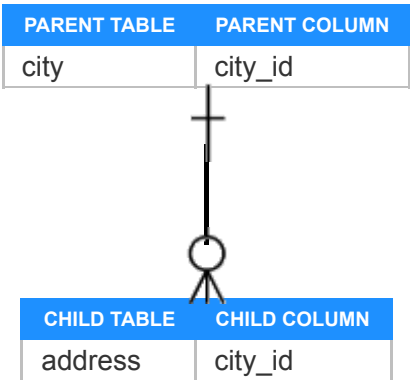 PARENT TABLE PARENT COLUMN
city city_id
CHILD TABLE CHILD COLUMN
address city_id